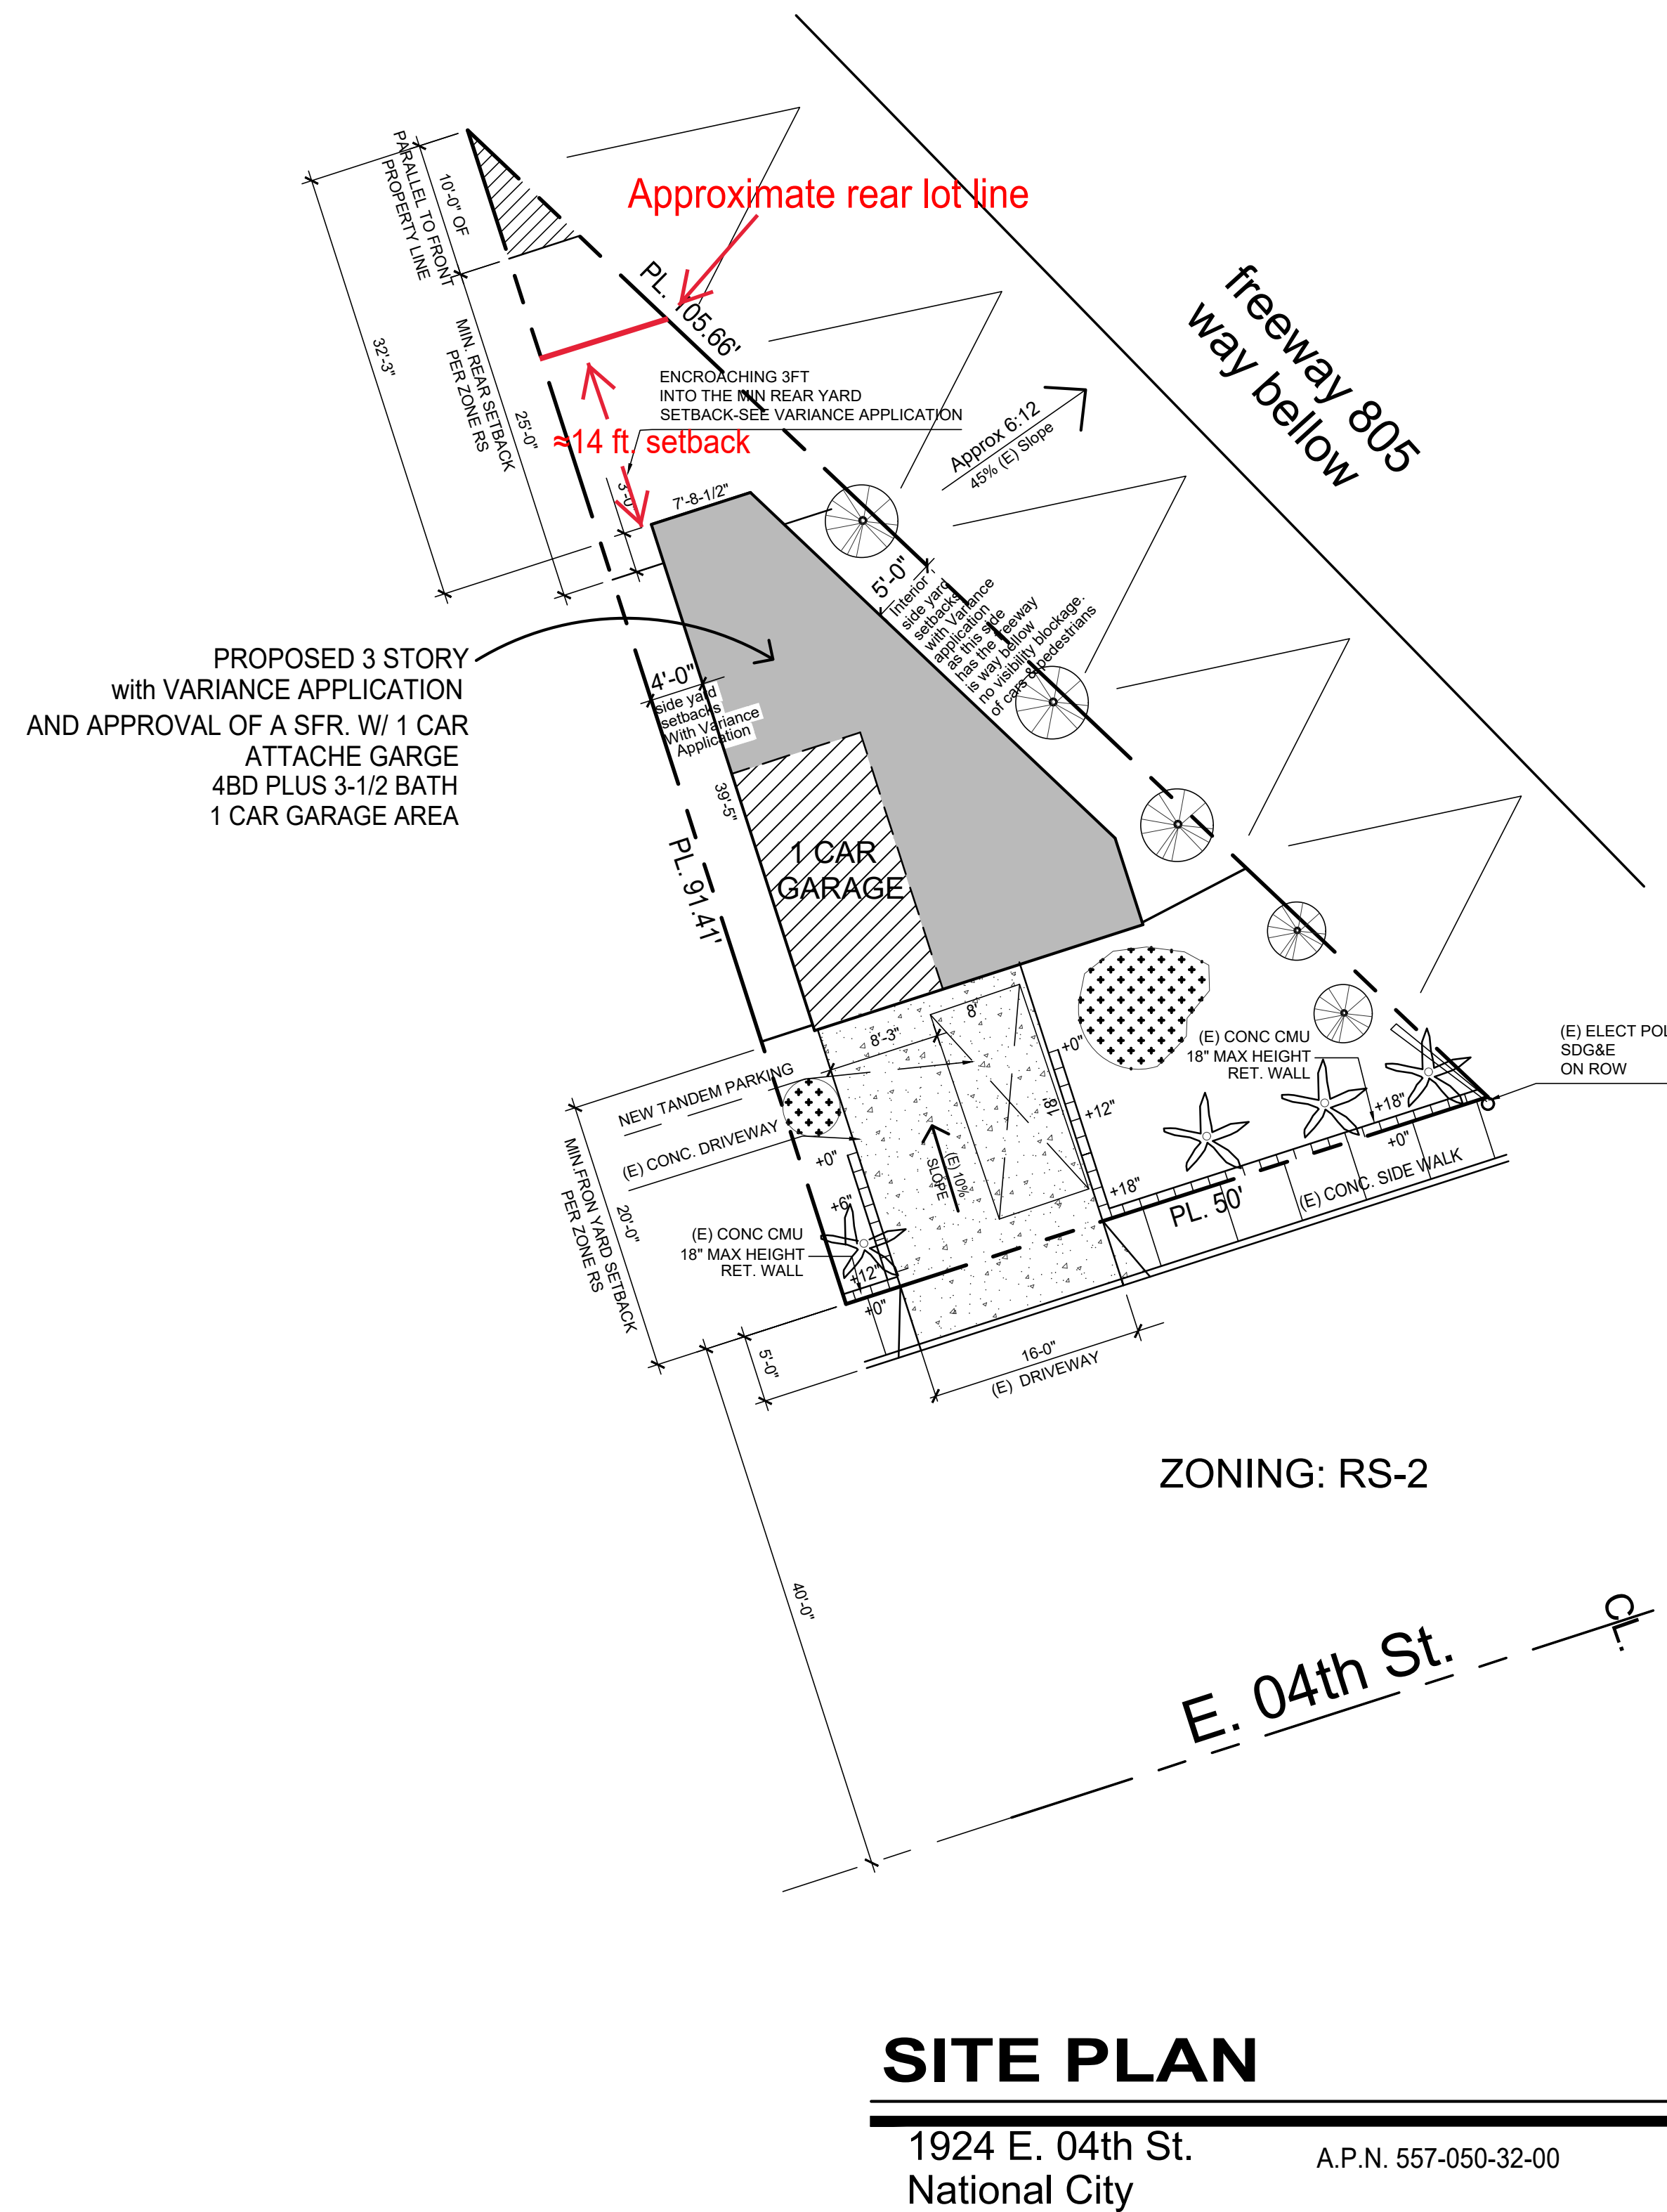 10'-0" OF
PARALLEL TO FRONT
PROPERTY LINE
Approximate rear lot line
32'-3"
MIN. REAR SETBACK
PER ZONE RS
25'-0"
PL. 105.66'
freeway 805
way bellow
ENCROACHING 3FT
INTO THE MIN REAR YARD
SETBACK-SEE VARIANCE APPLICATION
≈14 ft. setback
Approx 6:12
45% (E) Slope
3'-0"
7'-8-1/2"
5'-0"
Interior
side yard
setbacks
with Variance
application
as this side
has the freeway
is way bellow
no visibility blockage.
of cars & pedestrians
PROPOSED 3 STORY
with VARIANCE APPLICATION
AND APPROVAL OF A SFR. W/ 1 CAR
ATTACHE GARGE
4BD PLUS 3-1/2 BATH
1 CAR GARAGE AREA
4'-0"
side yard
setbacks
With Variance
Application
39'-5"
PL. 91.41'
1 CAR
GARAGE
8'-3"
8'
18'
NEW TANDEM PARKING
(E) CONC. DRIVEWAY
+0"
+12"
+18"
(E) CONC CMU
18" MAX HEIGHT
RET. WALL
(E) ELECT POL
SDG&E
ON ROW
+18"
+0"
(E) CONC. SIDE WALK
PL. 50'
(E) 10%
SLOPE
+0"
+6"
+12"
+0"
MIN.FRON YARD SETBACK
PER ZONE RS
20'-0"
(E) CONC CMU
18" MAX HEIGHT
RET. WALL
5'-0"
16-0"
(E) DRIVEWAY
ZONING: RS-2
40'-0"
E. 04th St.
CL.
SITE PLAN
1924 E. 04th St.
National City
A.P.N. 557-050-32-00